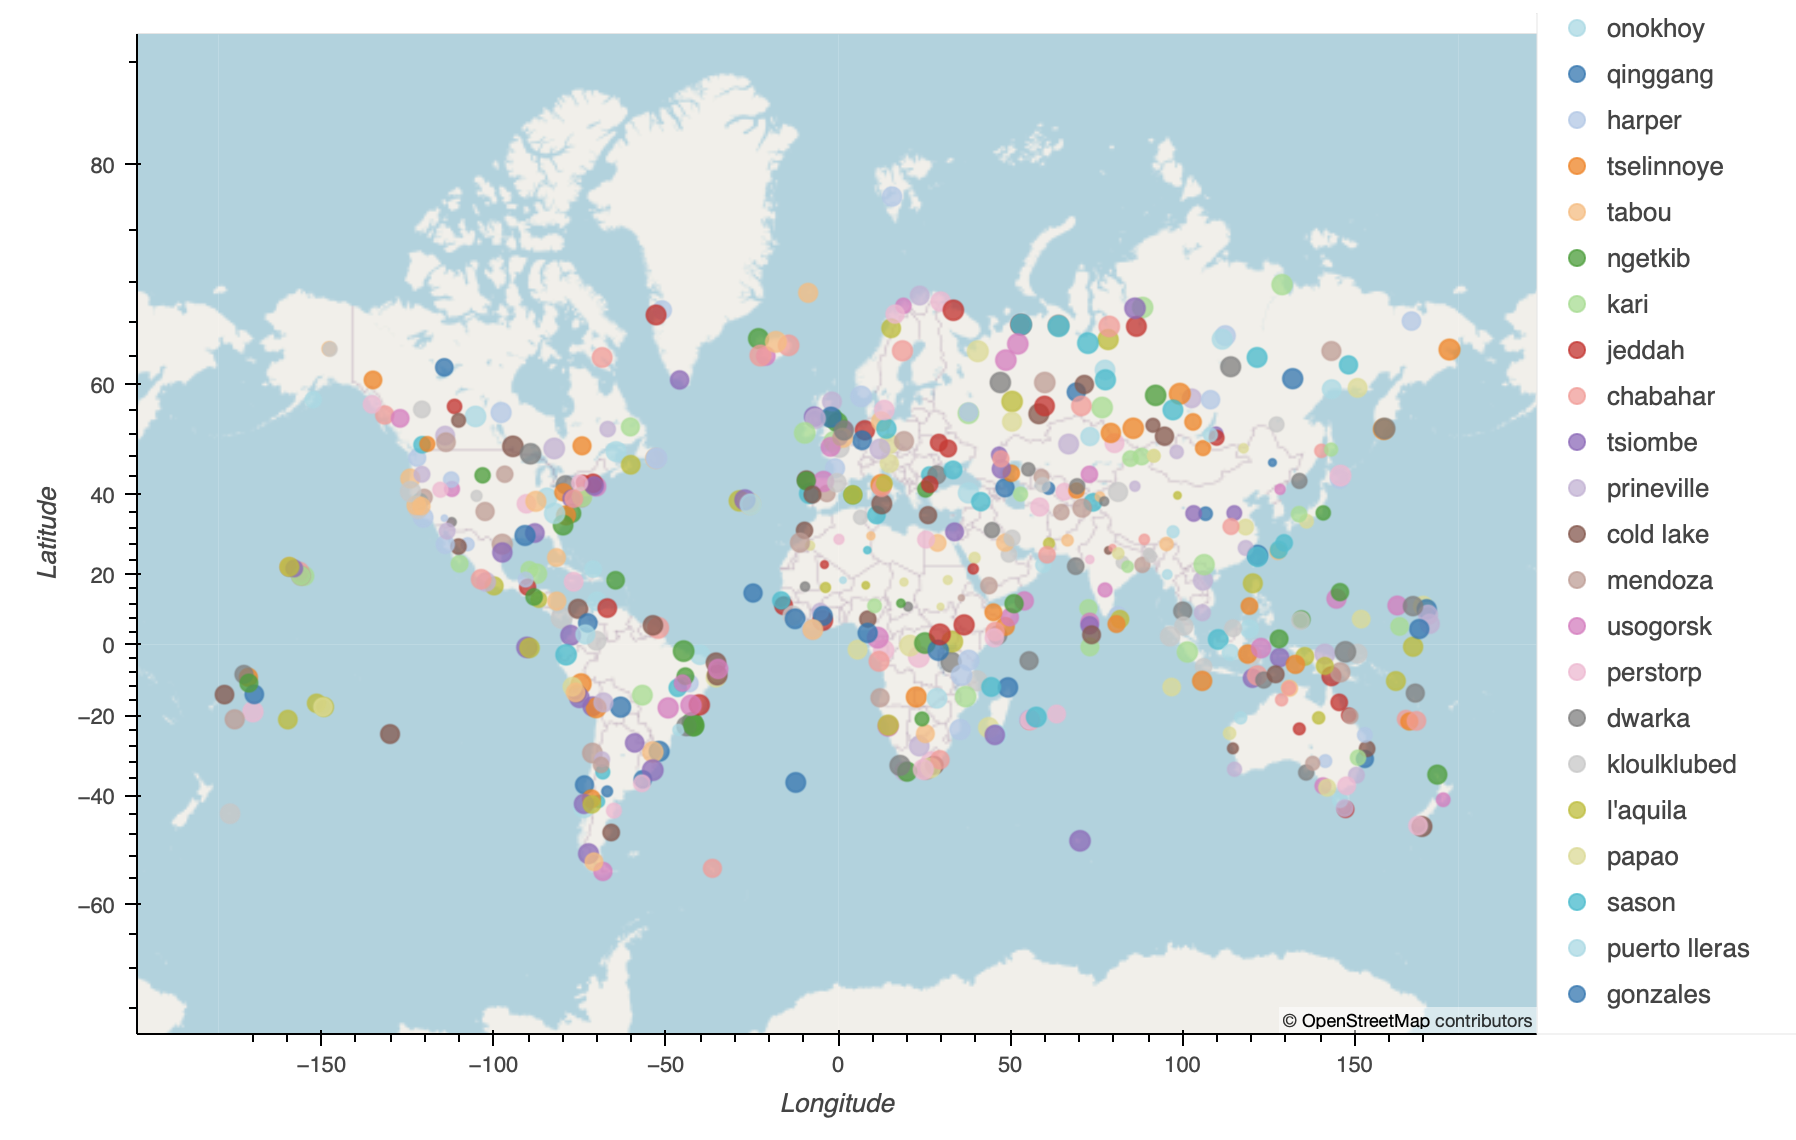 onokhoy
qinggang
harper
tselinnoye
tabou
ngetkib
kari
jeddah
chabahar
tsiombe
prineville
cold lake
mendoza
usogorsk
perstorp
dwarka
kloulklubed
l'aquila
papao
sason
puerto lleras
gonzales
80
60
40
20
0
−20
−40
−60
Latitude
© OpenStreetMap contributors
−150
−100
−50
0
50
100
150
Longitude